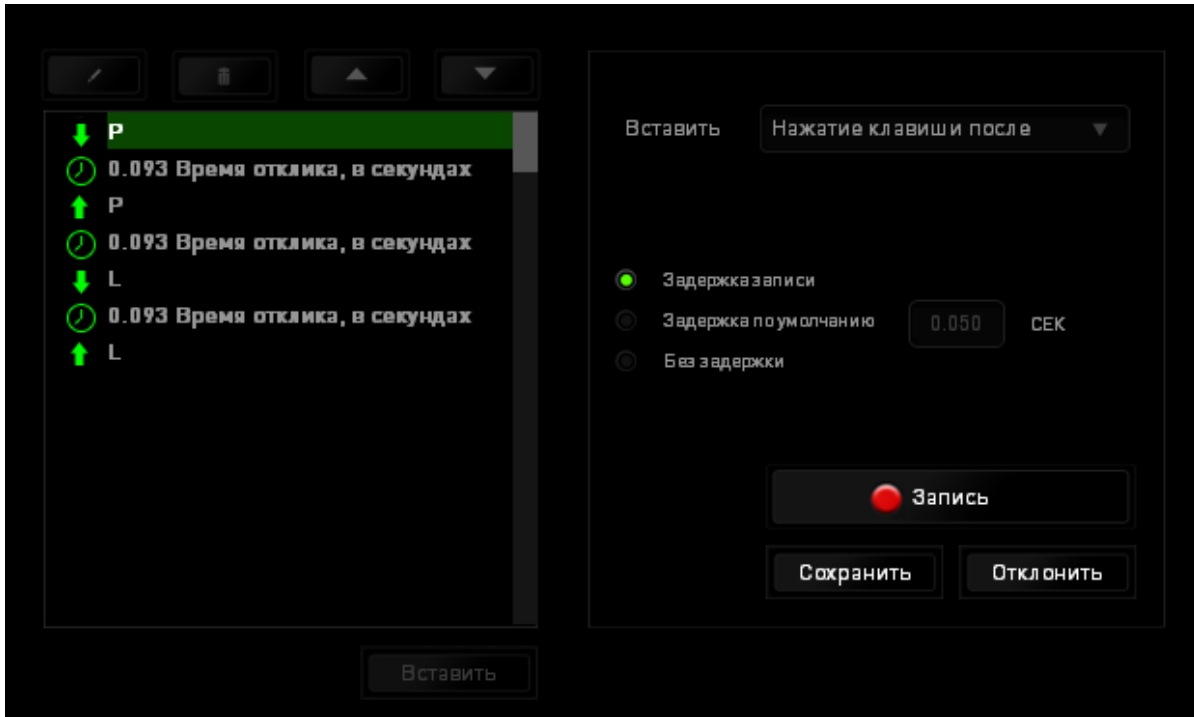 P
0.093 Время отклика, в секундах
P
0.093 Время отклика, в секундах
L
0.093 Время отклика, в секундах
L
Вставить
Вставить
Нажатие клавиши после
Задержка записи
Задержка по умолчанию
0.050
СЕК
Без задержки
Запись
Сохранить
Отклонить